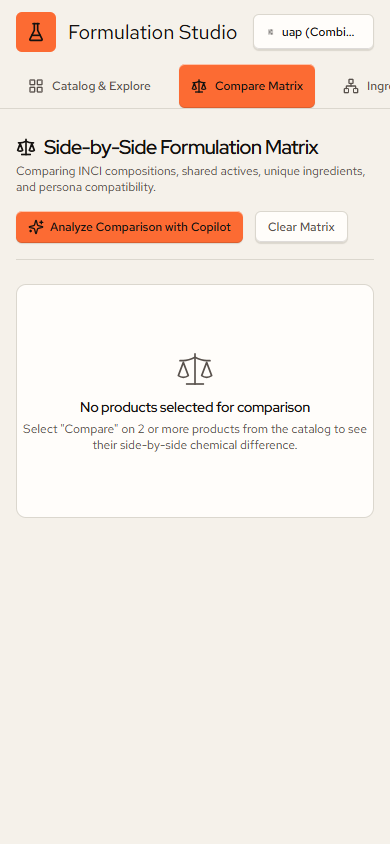 Formulation Studio
uap (Combi...
Catalog & Explore
Compare Matrix
Ingr
Side-by-Side Formulation Matrix
Comparing INCI compositions, shared actives, unique ingredients,
and persona compatibility.
Analyze Comparison with Copilot
Clear Matrix
No products selected for comparison
Select "Compare" on 2 or more products from the catalog to see
their side-by-side chemical difference.